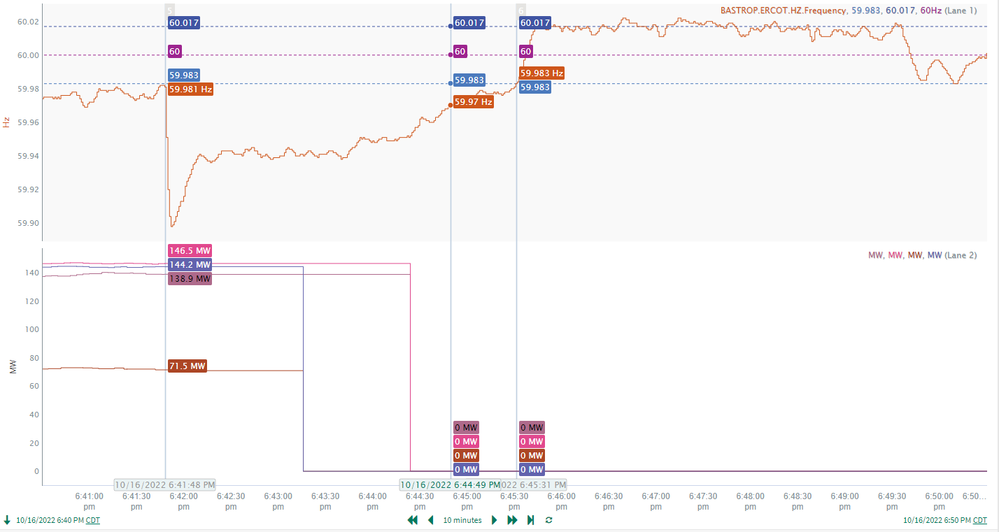 5
6
BASTROP.ERCOT.HZ.Frequency, 59.983, 60.017, 60Hz (Lane 1)
60.02
60.017
60.017
60.017
60.00
60
60
60
59.983
59.983
59.983 Hz
59.98
59.981 Hz
59.983
59.97 Hz
Hz
59.96
59.94
59.92
59.90
146.5 MW
MW, MW, MW, MW (Lane 2)
144.2 MW
140
138.9 MW
120
100
80
71.5 MW
MW
60
40
20
0 MW
0 MW
0 MW
0 MW
0 MW
0 MW
0
0 MW
0 MW
10/16/2022 6:41:48 PM
10/16/2022 6:44:49 PM
022 6:45:31 PM
6:41:00 pm
6:41:30 pm
6:42:00 pm
6:42:30 pm
6:43:00 pm
6:43:30 pm
6:44:00 pm
6:44:30 pm
6:45:00 pm
6:45:30 pm
6:46:00 pm
6:46:30 pm
6:47:00 pm
6:47:30 pm
6:48:00 pm
6:48:30 pm
6:49:00 pm
6:49:30 pm
6:50:00 pm
6:50... pm
10/16/2022 6:40 PM CDT
10 minutes
10/16/2022 6:50 PM CDT